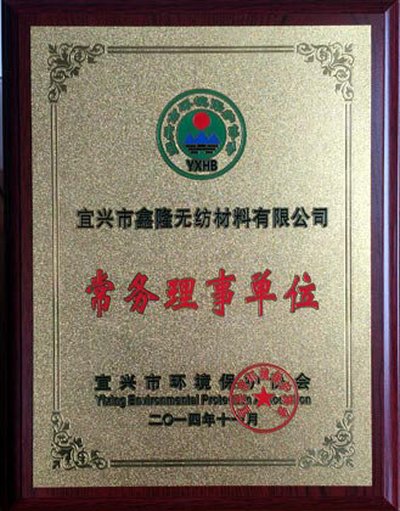 YXHB
宜兴市鑫隆无纺材料有限公司
常务理事单位
宜兴市环境保护协会
Yixing Environmental Protection Association
二〇一四年十一月